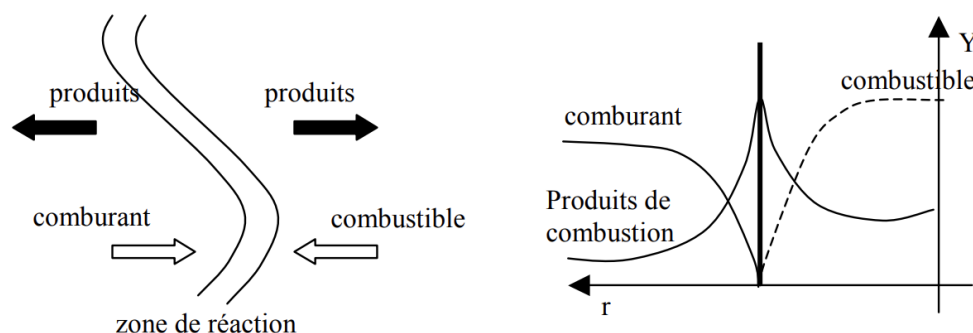 produits
produits
comburant
combustible
zone de réaction
Y
combustible
comburant
Produits de
combustion
r